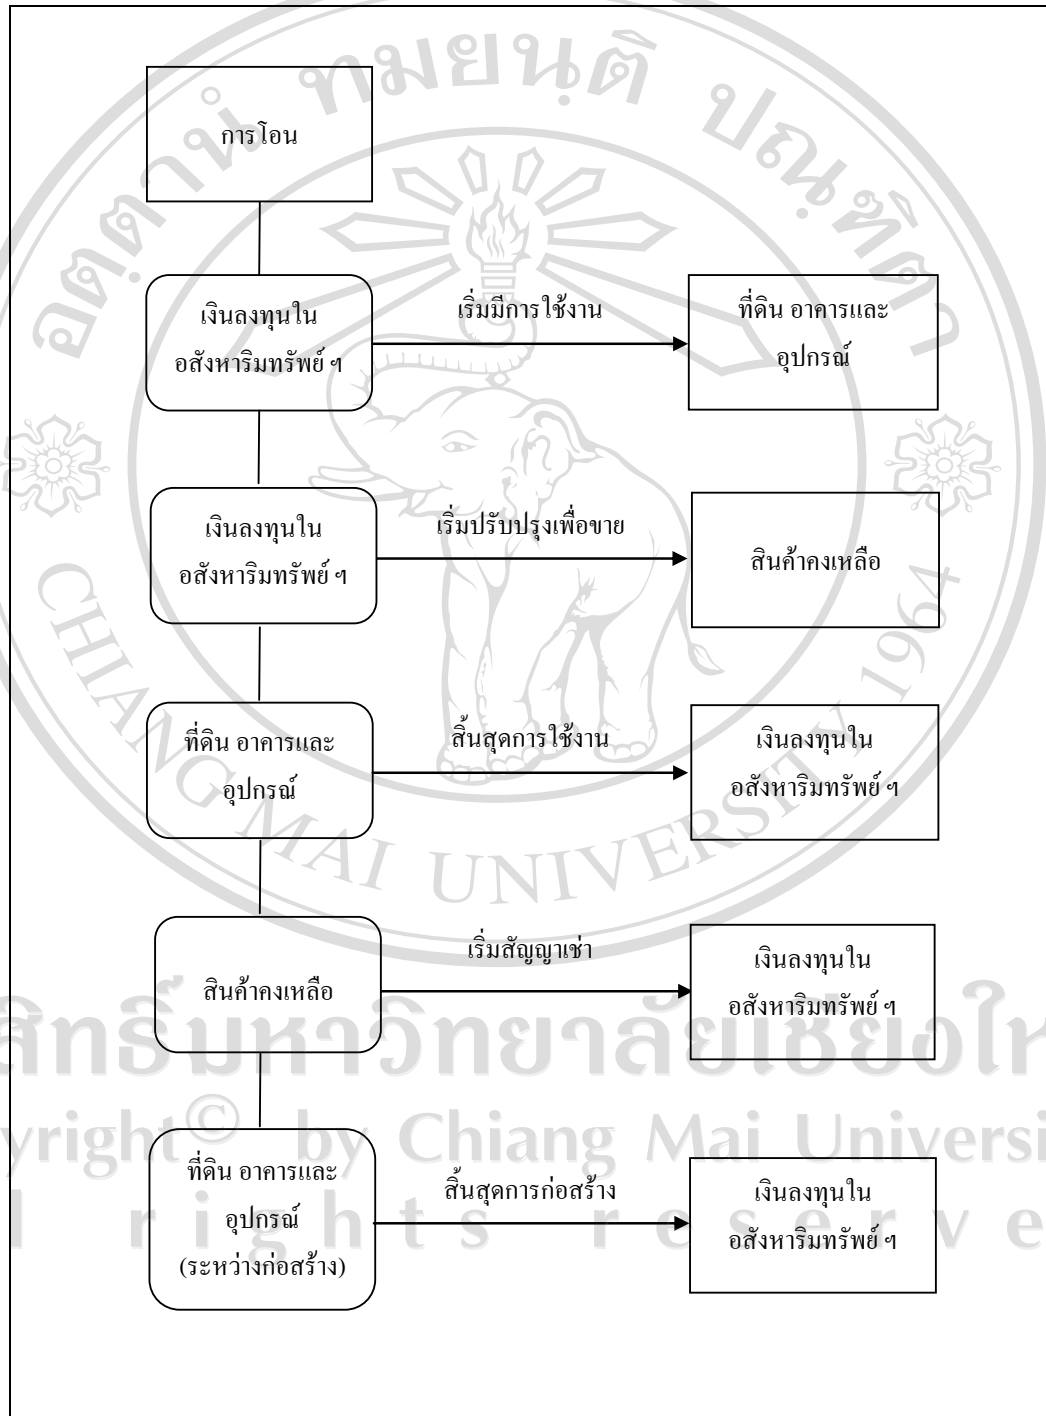 การโอน
เงินลงทุนใน
อสังหาริมทรัพย์ ฯ
เริ่มมีการใช้งาน
ที่ดิน อาคารและ
อุปกรณ์
เงินลงทุนใน
อสังหาริมทรัพย์ ฯ
เริ่มปรับปรุงเพื่อขาย
สินค้าคงเหลือ
ที่ดิน อาคารและ
อุปกรณ์
สิ้นสุดการใช้งาน
เงินลงทุนใน
อสังหาริมทรัพย์ ฯ
สินค้าคงเหลือ
เริ่มสัญญาเช่า
เงินลงทุนใน
อสังหาริมทรัพย์ ฯ
ที่ดิน อาคารและ
อุปกรณ์
(ระหว่างก่อสร้าง)
สิ้นสุดการก่อสร้าง
เงินลงทุนใน
อสังหาริมทรัพย์ ฯ
CHIANG MAI UNIVERSITY 1964
by Chiang Mai
rights